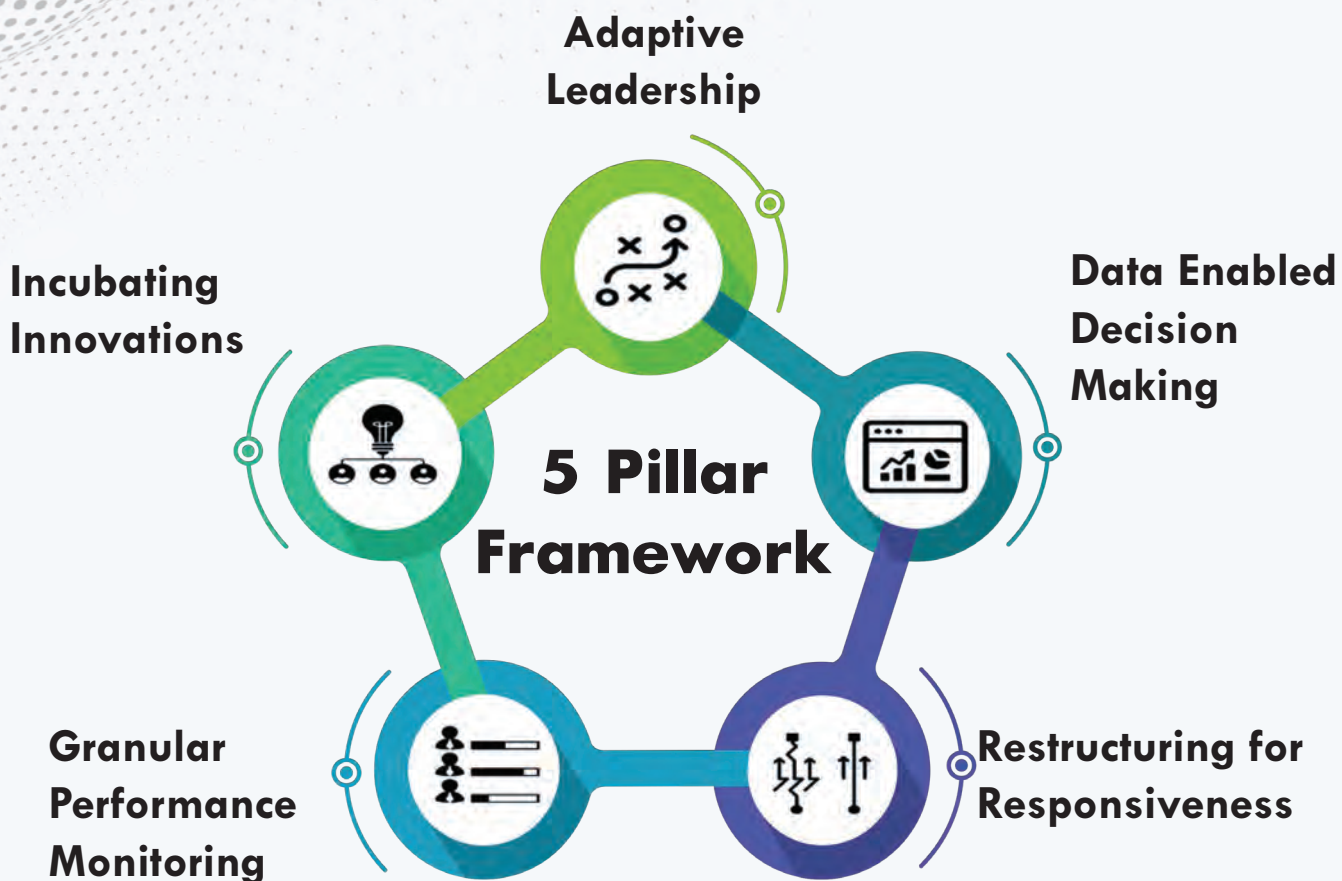 Adaptive
Leadership
Incubating
Innovations
Data Enabled
Decision
Making
5 Pillar
Framework
Granular
Performance
Monitoring
Restructuring for
Responsiveness